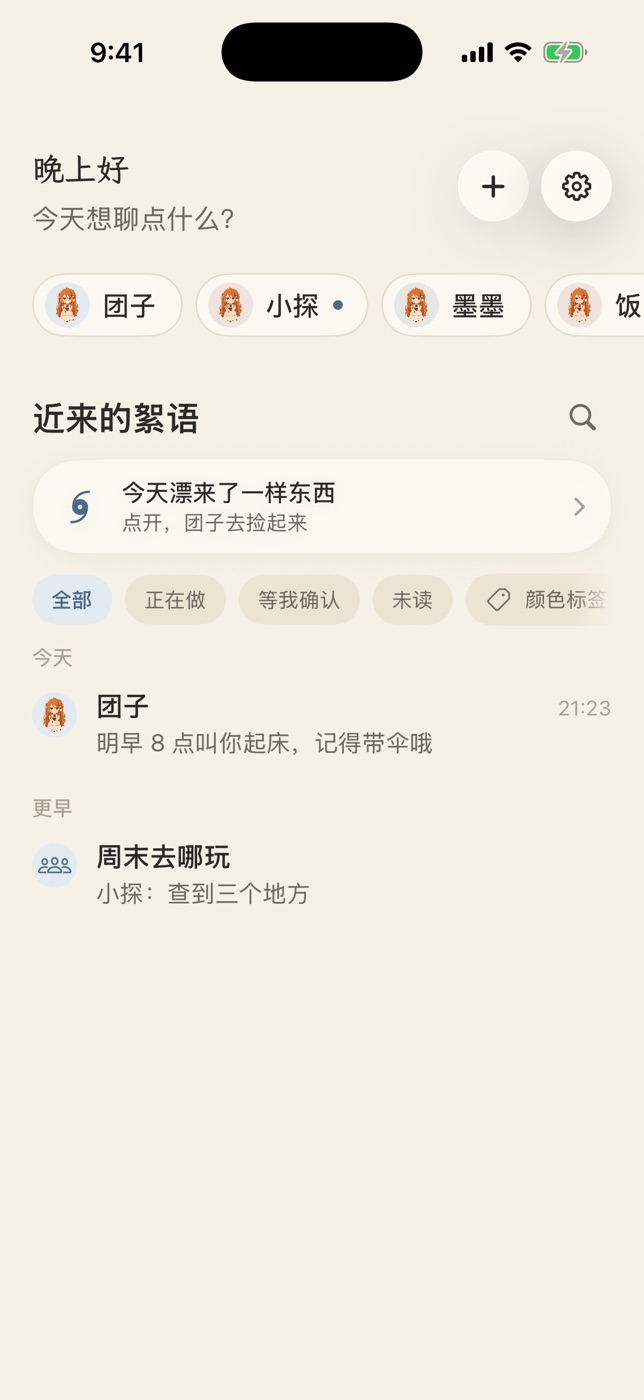 9:41
晚上好
今天想聊点什么?
团子
小探
墨墨
饭
近来的絮语
今天漂来了一样东西
点开，团子去捡起来
全部
正在做
等我确认
未读
颜色标签
今天
团子
21:23
明早 8 点叫你起床，记得带伞哦
更早
周末去哪玩
小探：查到三个地方